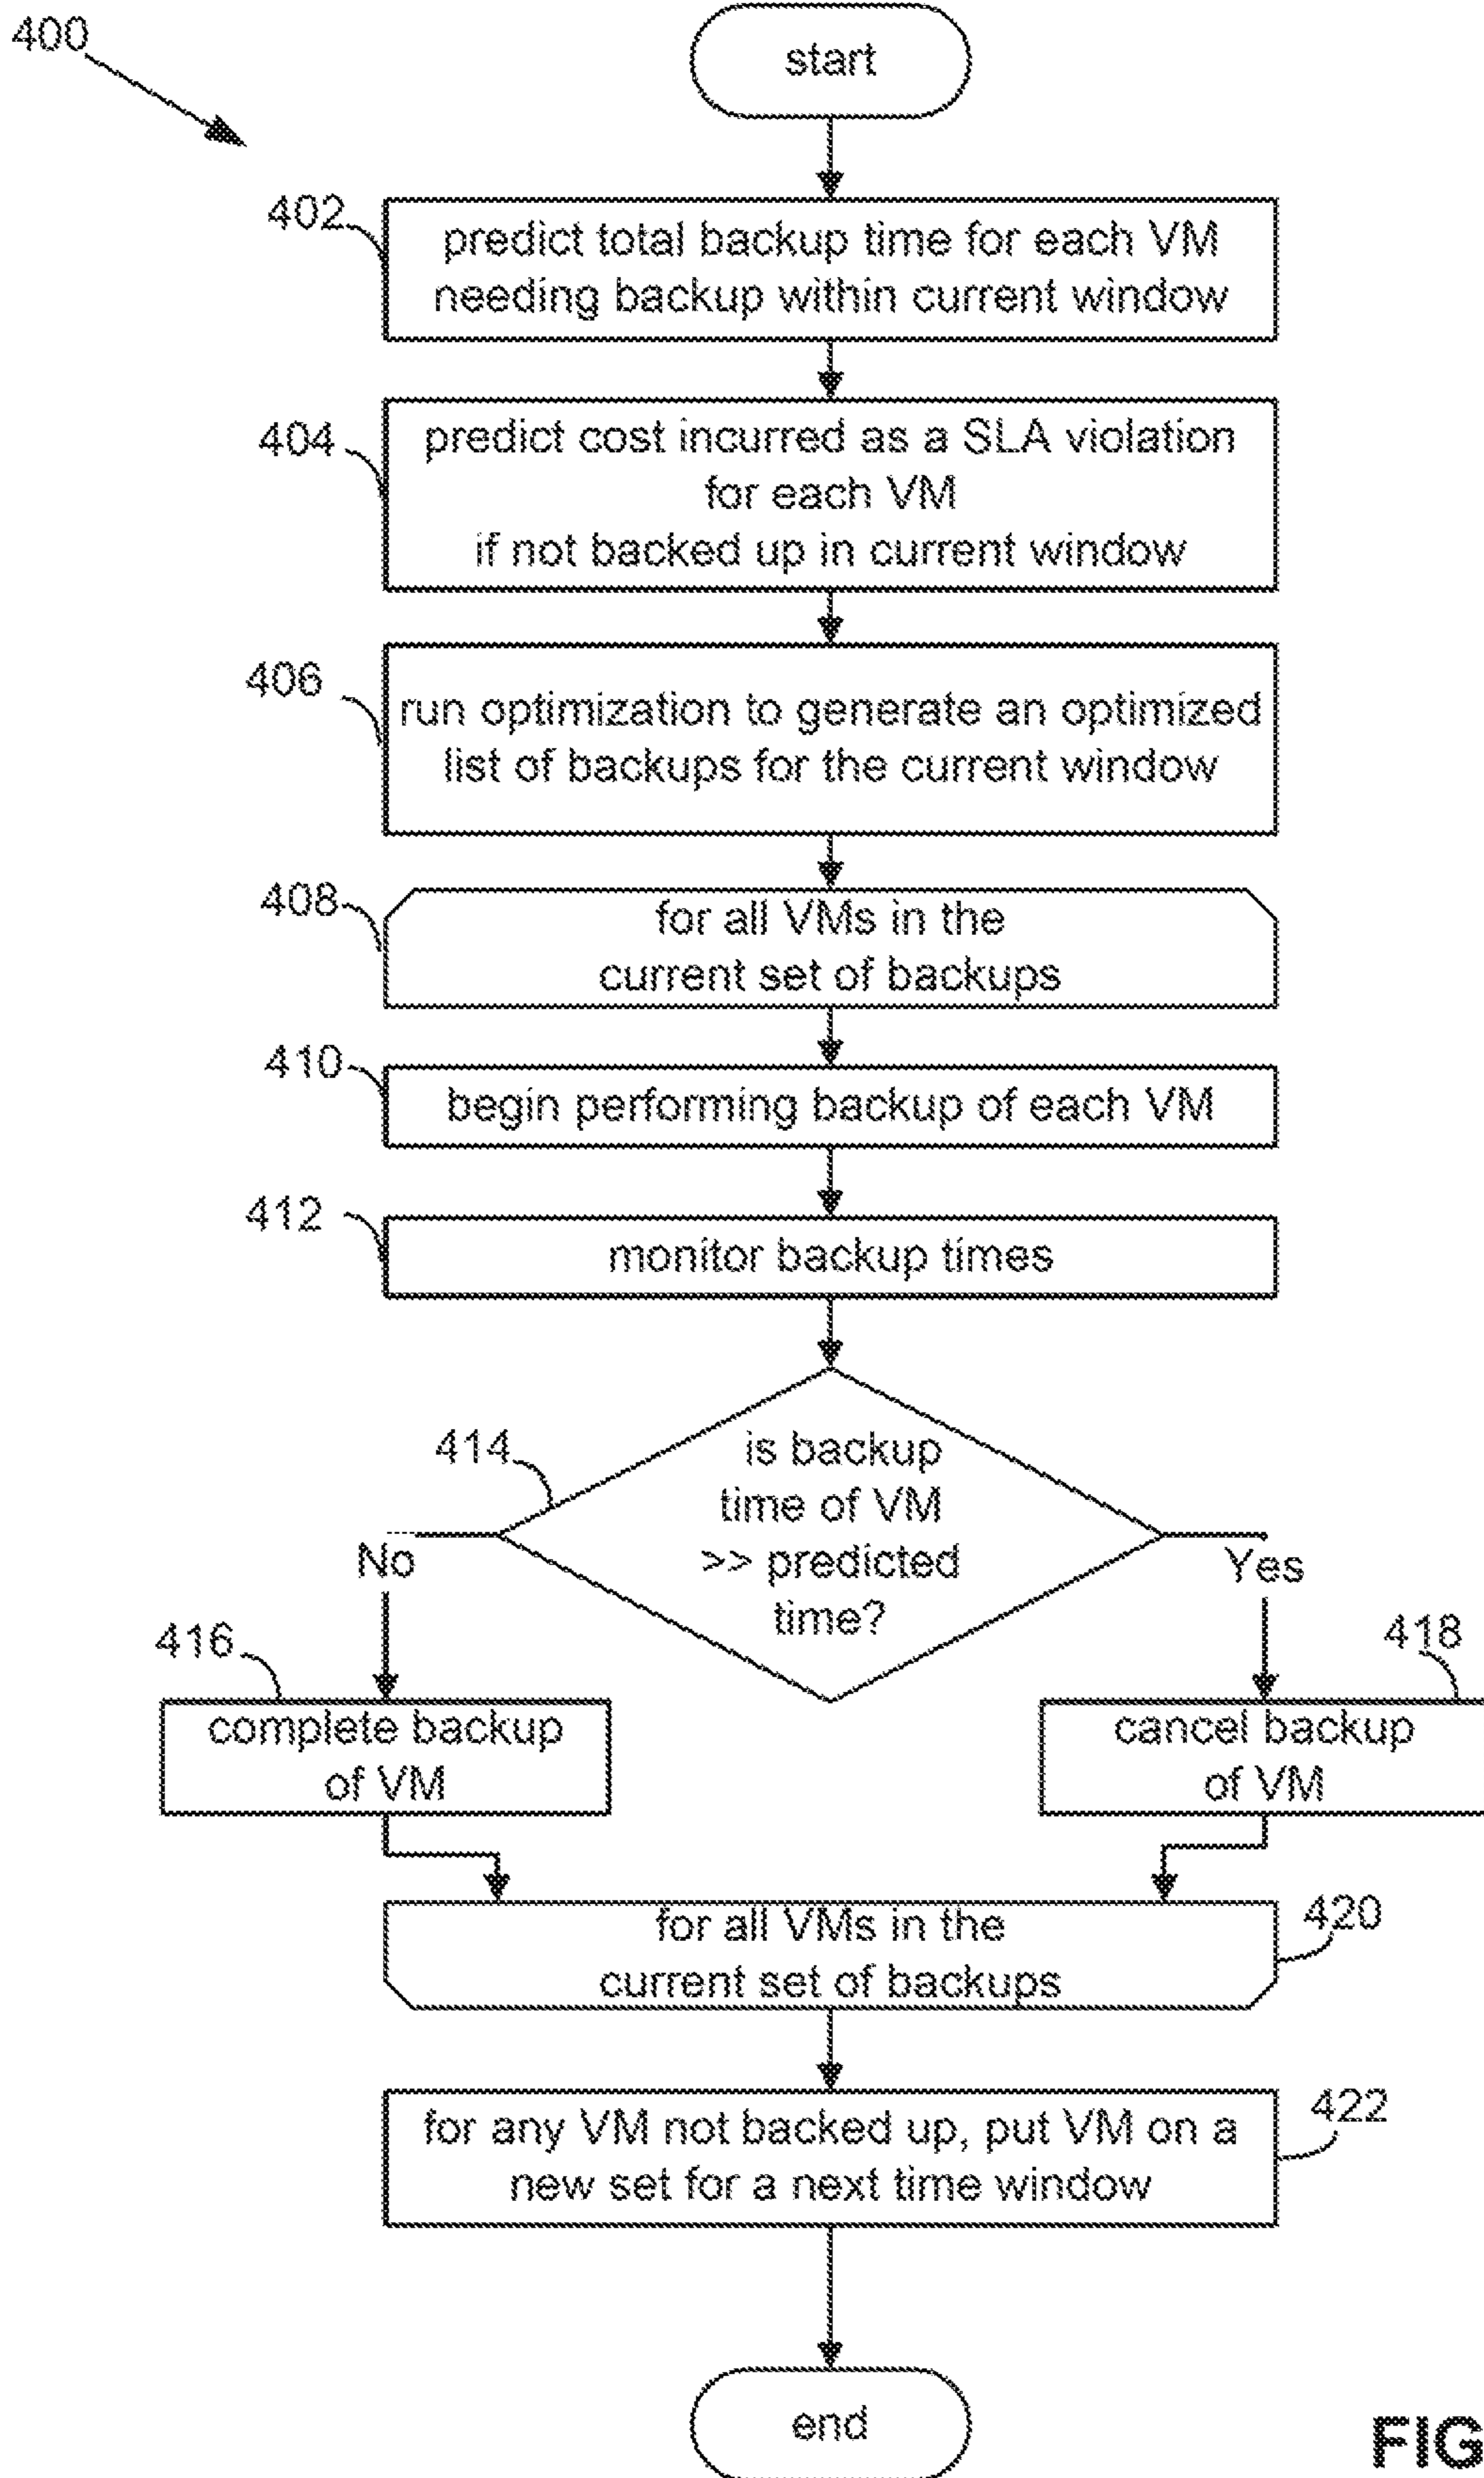 400
start
402
predict total backup time for each VM
needing backup within current window
404
predict cost incurred as a SLA violation
for each VM
if not backed up in current window
406
run optimization to generate an optimized
list of backups for the current window
408
for all VMs in the
current set of backups
410
begin performing backup of each VM
412
monitor backup times
414
is backup
time of VM
>> predicted
time?
No
Yes
416
418
complete backup
of VM
cancel backup
of VM
for all VMs in the
current set of backups
420
for any VM not backed up, put VM on a
new set for a next time window
422
end
FIG